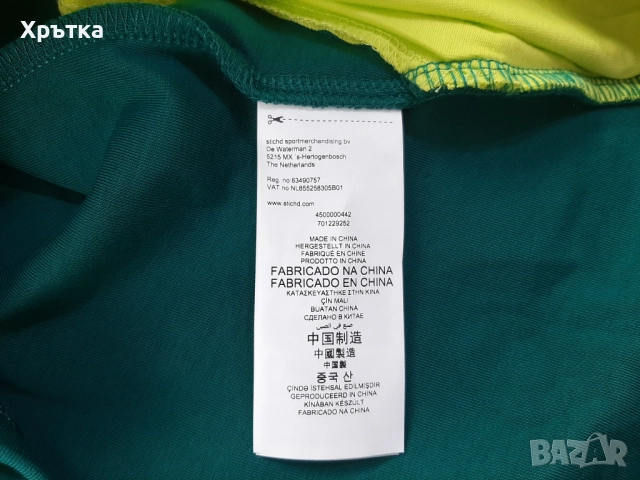 Хрътка
stichd sportmerchandising bv
De Waterman 2
5215 MX ´s-Hertogenbosch
The Netherlands
Reg. no 63490757
VAT no NL855258305B01
www.stichd.com
4500000442
701229252
MADE IN CHINA
HERGESTELLT IN CHINA
FABRIQUÉ EN CHINE
PRODOTTO IN CHINA
FABRICADO NA CHINA
FABRICADO EN CHINA
ΚΑΤΑΣΚΕΥΑΣΤΗΚΕ ΣΤΗΝ ΚΙΝΑ
ÇİN MALI
BUATAN CHINA
СДЕЛАНО В КИТАЕ
صنع في الصين
中国制造
中國製造
中国製
중국 산
ÇİNDƏ İSTEHSAL EDİLMİŞDİR
GEPRODUCEERD IN CHINA
KÍNÁBAN KÉSZÜLT
FABRICADO NA CHINA
BAZAR